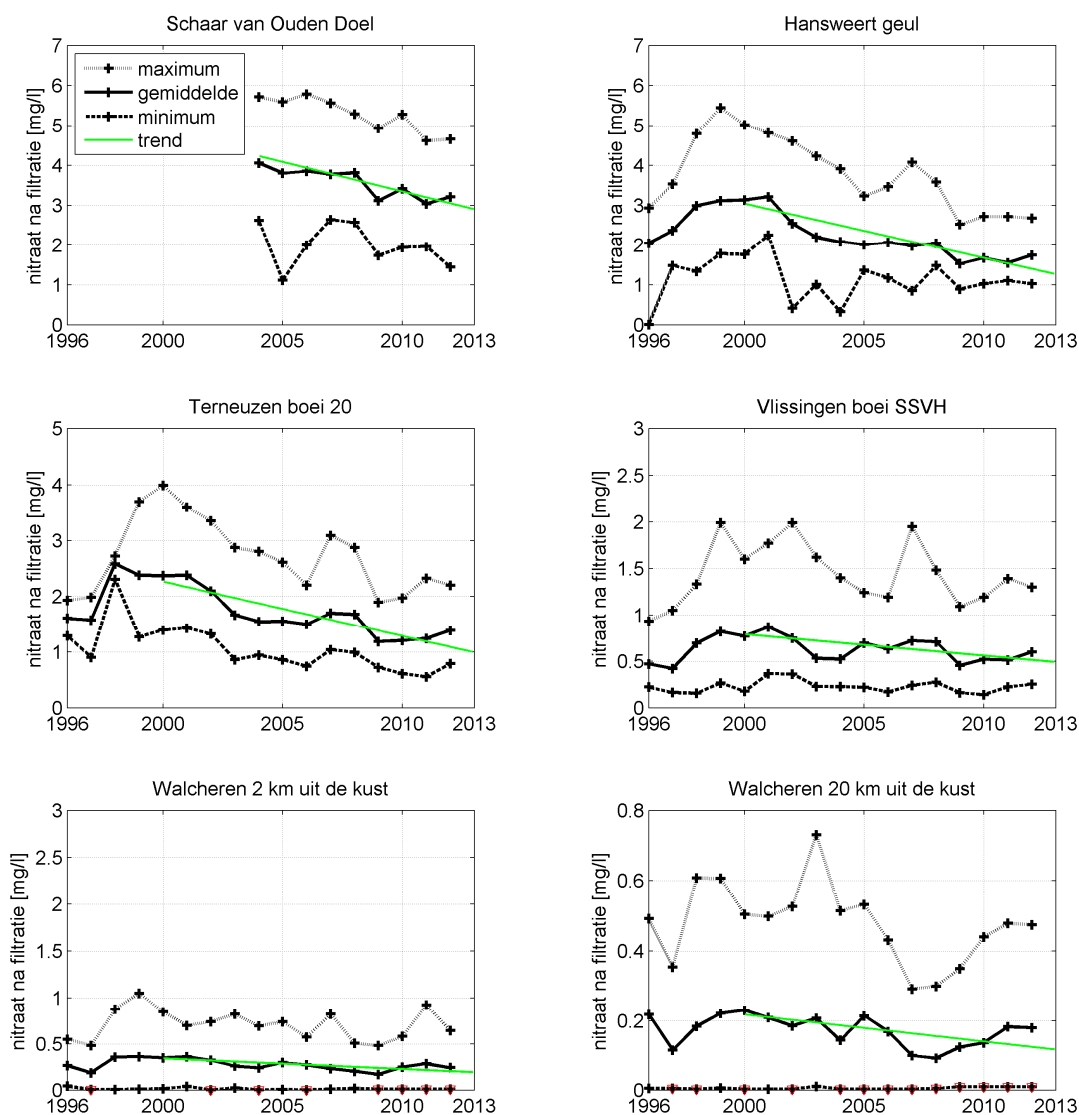 Schaar van Ouden Doel
nitraat na filtratie [mg/l]
7
6
5
4
3
2
1
0
maximum
gemiddelde
minimum
trend
1996 2000 2005 2010 2013
Hansweert geul
nitraat na filtratie [mg/l]
7
6
5
4
3
2
1
0
1996 2000 2005 2010 2013
Terneuzen boei 20
nitraat na filtratie [mg/l]
5
4
3
2
1
0
1996 2000 2005 2010 2013
Vlissingen boei SSVH
nitraat na filtratie [mg/l]
3
2.5
2
1.5
1
0.5
0
1996 2000 2005 2010 2013
Walcheren 2 km uit de kust
nitraat na filtratie [mg/l]
3
2.5
2
1.5
1
0.5
0
1996 2000 2005 2010 2013
Walcheren 20 km uit de kust
nitraat na filtratie [mg/l]
0.8
0.6
0.4
0.2
0
1996 2000 2005 2010 2013